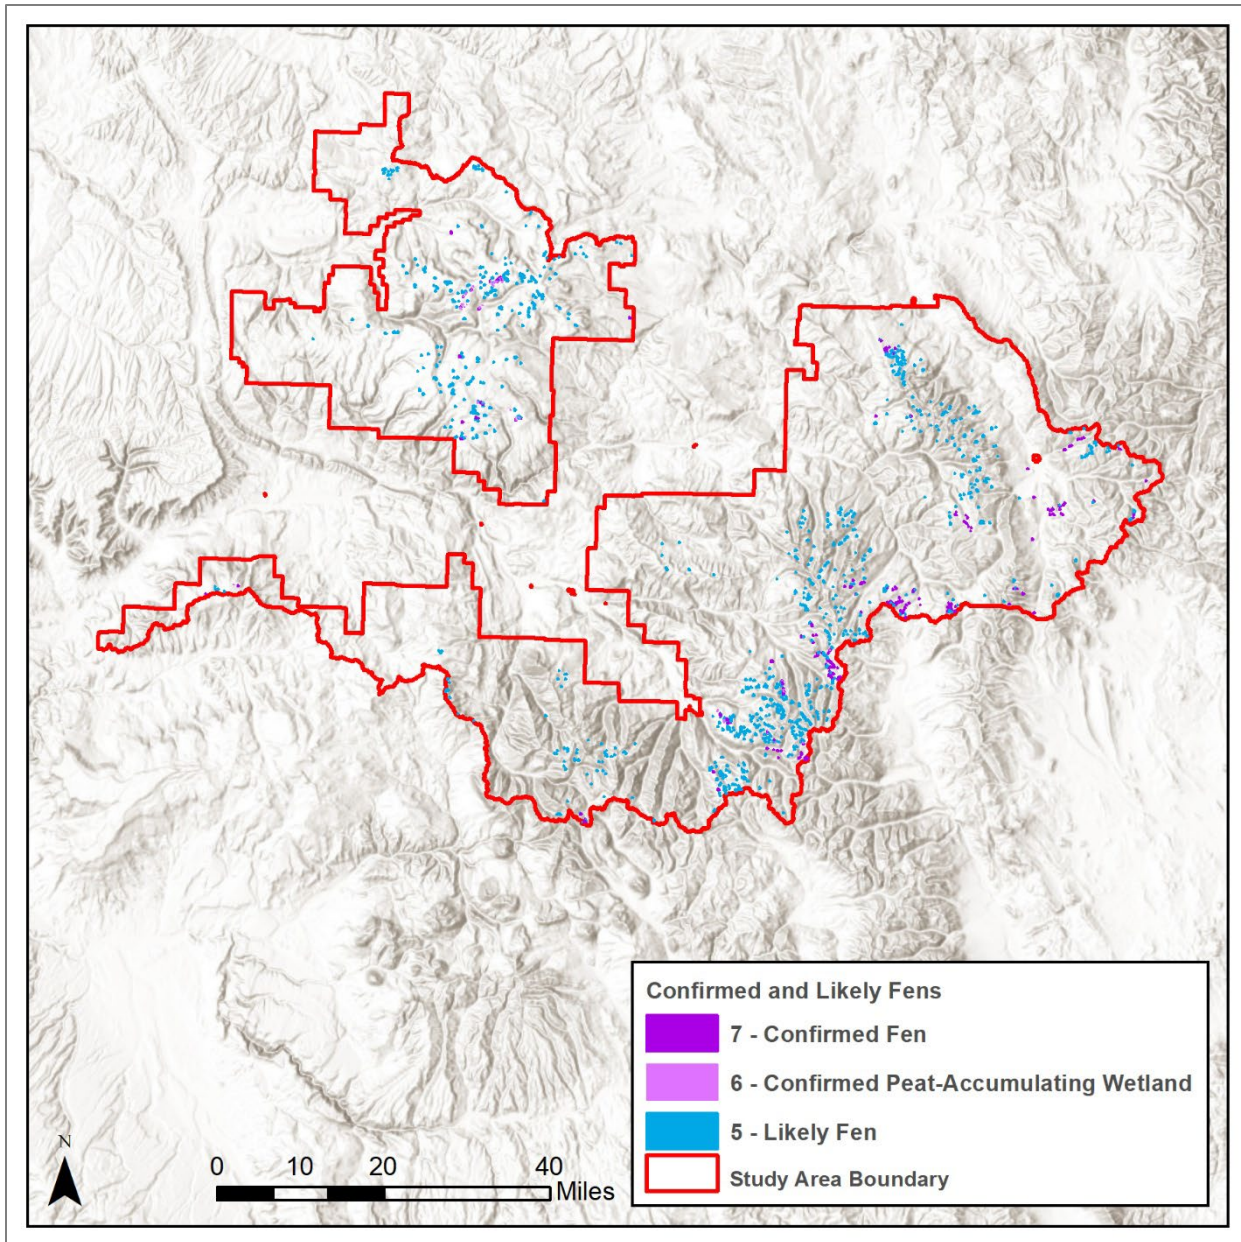 Confirmed and Likely Fens
7 - Confirmed Fen
6 - Confirmed Peat-Accumulating Wetland
5 - Likely Fen
Study Area Boundary
N
0 10 20 40
Miles